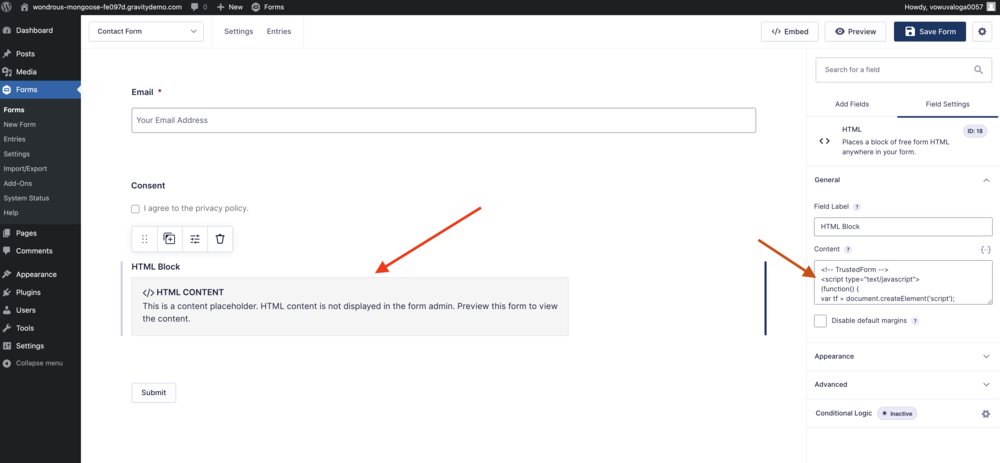 wondrous-mongoose-fe097d.gravitydemo.com 0 + New Forms Howdy, vowuvaloga0057
Dashboard
Posts
Media
Forms
Forms
New Form
Entries
Settings
Import/Export
Add-Ons
System Status
Help
Pages
Comments
Appearance
Plugins
Users
Tools
Settings
Collapse menu
Contact Form Settings Entries </> Embed Preview Save Form
Email *
Your Email Address
Consent
I agree to the privacy policy.
HTML Block
</> HTML CONTENT
This is a content placeholder. HTML content is not displayed in the form admin. Preview this form to view
the content.
Submit
Search for a field
Add Fields Field Settings
HTML ID: 18
Places a block of free form HTML
anywhere in your form.
General
Field Label ?
HTML Block
Content ? {..}
<!-- TrustedForm -->
<script type="text/javascript">
(function() {
var tf = document.createElement('script');
Disable default margins ?
Appearance
Advanced
Conditional Logic Inactive